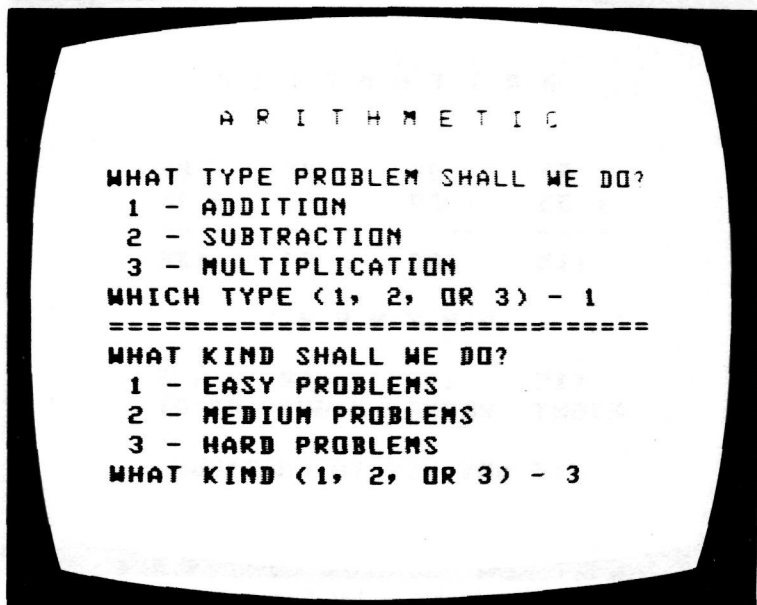 A R I T H M E T I C
WHAT TYPE PROBLEM SHALL WE DO?
1 - ADDITION
2 - SUBTRACTION
3 - MULTIPLICATION
WHICH TYPE (1, 2, OR 3) - 1
==============================
WHAT KIND SHALL WE DO?
1 - EASY PROBLEMS
2 - MEDIUM PROBLEMS
3 - HARD PROBLEMS
WHAT KIND (1, 2, OR 3) - 3